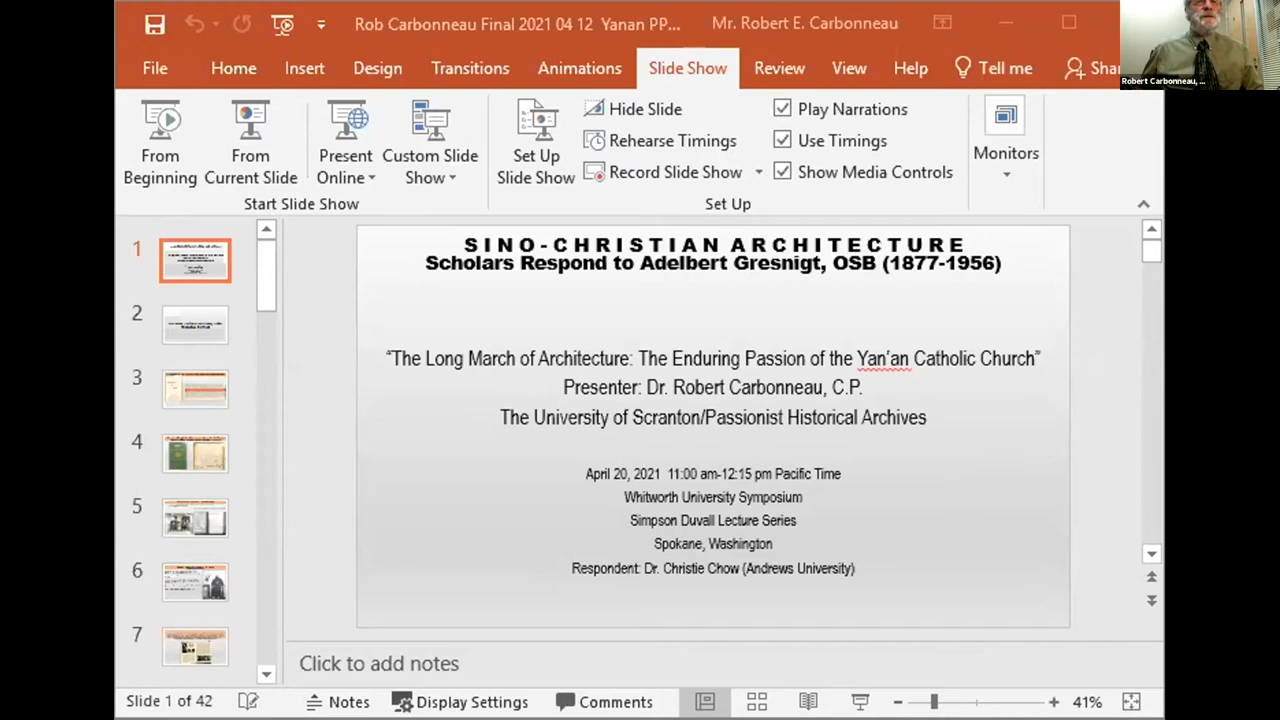 Rob Carbonneau Final 2021 04 12 Yanan PP...
Mr. Robert E. Carbonneau
Robert Carbonneau, ...
File
Home
Insert
Design
Transitions
Animations
Slide Show
Review
View
Help
Tell me
Sha
From Beginning
From Current Slide
Present Online
Custom Slide Show
Start Slide Show
Set Up Slide Show
Hide Slide
Rehearse Timings
Record Slide Show
Play Narrations
Use Timings
Show Media Controls
Set Up
Monitors
1
2
3
4
5
6
7
SINO-CHRISTIAN ARCHITECTURE
Scholars Respond to Adelbert Gresnigt, OSB (1877-1956)
“The Long March of Architecture: The Enduring Passion of the Yan’an Catholic Church”
Presenter: Dr. Robert Carbonneau, C.P.
The University of Scranton/Passionist Historical Archives
April 20, 2021 11:00 am-12:15 pm Pacific Time
Whitworth University Symposium
Simpson Duvall Lecture Series
Spokane, Washington
Respondent: Dr. Christie Chow (Andrews University)
Click to add notes
Slide 1 of 42
Notes
Display Settings
Comments
41%